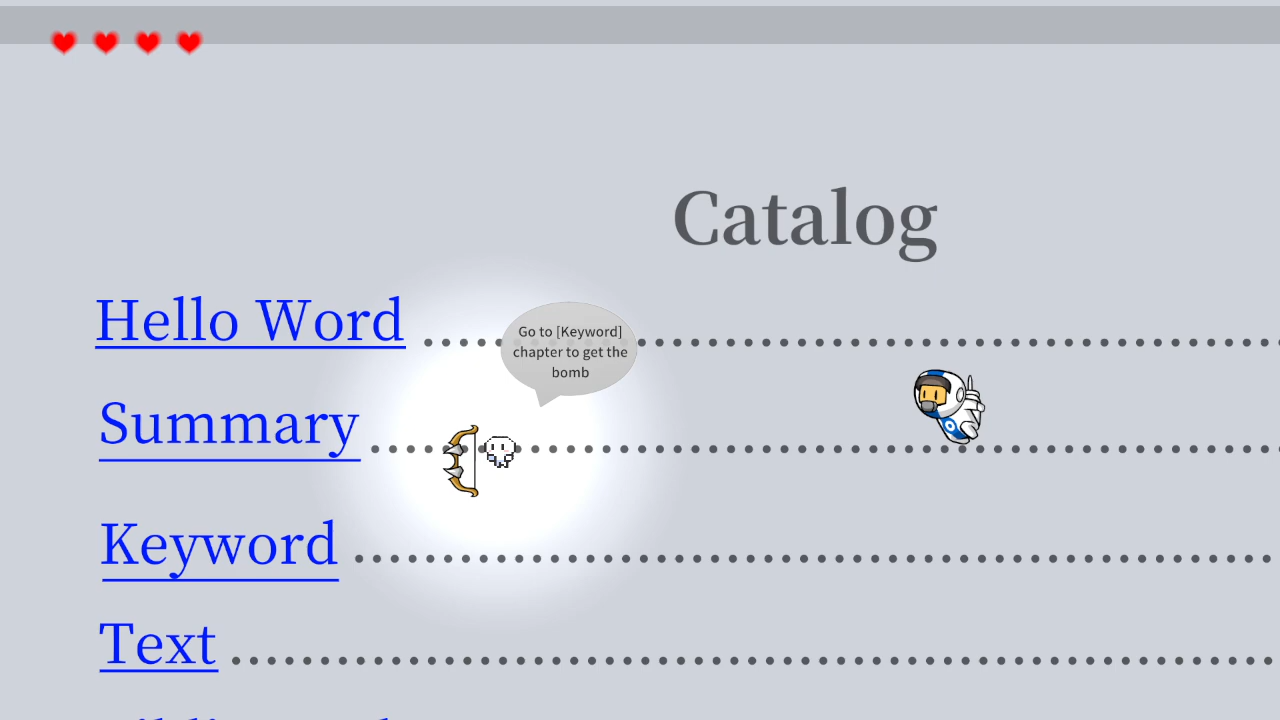 Catalog
Hello Word
Go to [Keyword]
chapter to get the
bomb
Summary
Keyword
Text